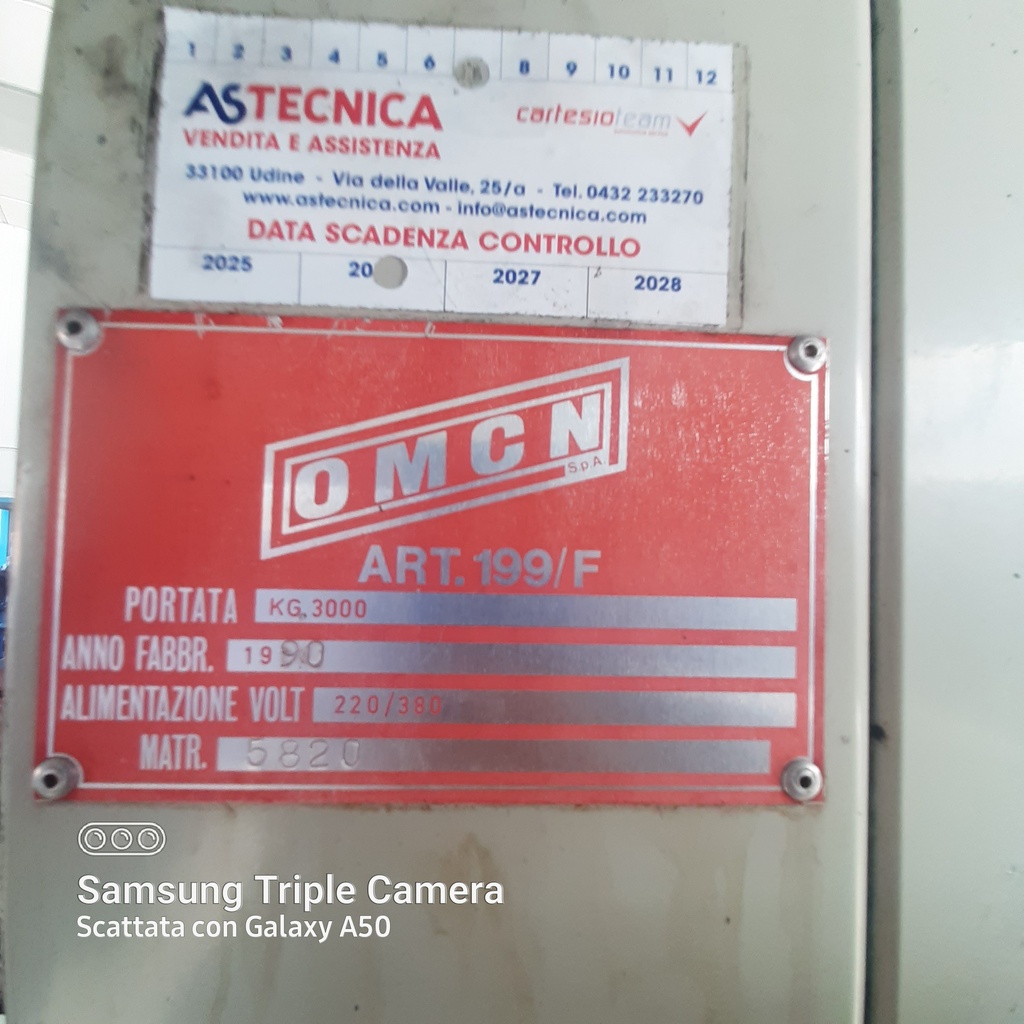 1 2 3 4 5 6 8 9 10 11 12
ASTECNICA
cartesioteam
VENDITA E ASSISTENZA
33100 Udine - Via della Valle, 25/a - Tel. 0432 233270
www.astecnica.com - info@astecnica.com
DATA SCADENZA CONTROLLO
2025 20 2027 2028
OMCN
S.p.A.
ART. 199/F
PORTATA KG. 3000
ANNO FABBR. 1990
ALIMENTAZIONE VOLT 220/380
MATR. 5820
Samsung Triple Camera
Scattata con Galaxy A50